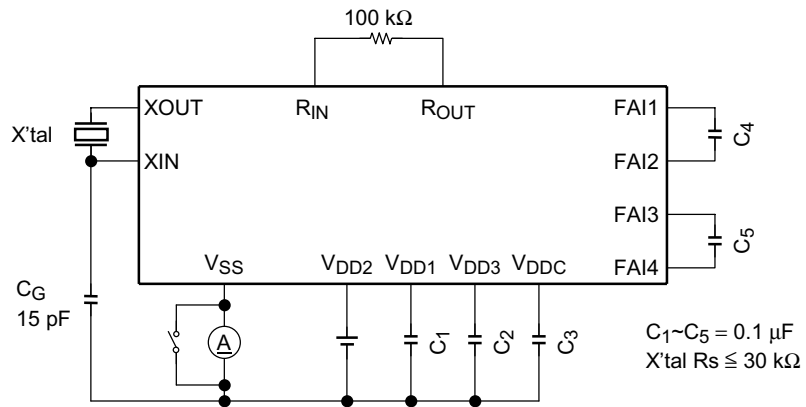 100 kΩ
XOUT
RIN
ROUT
FAI1
X'tal
C4
XIN
FAI2
FAI3
C5
VSS
VDD2
VDD1
VDD3
VDDC
FAI4
CG
15 pF
A
C1
C2
C3
C1~C5 = 0.1 μF
X'tal Rs ≦ 30 kΩ